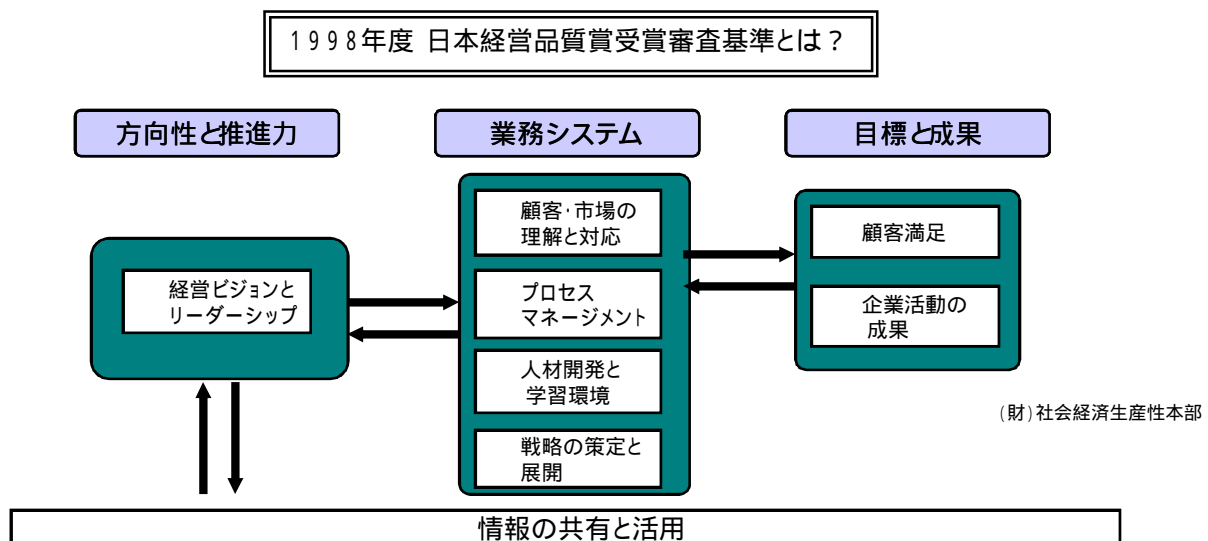 1998年度 日本経営品質賞受賞審査基準とは？
方向性と推進力
業務システム
目標と成果
経営ビジョンと
リーダーシップ
顧客・市場の
理解と対応
プロセス
マネージメント
人材開発と
学習環境
戦略の策定と
展開
顧客満足
企業活動の
成果
(財)社会経済生産性本部
情報の共有と活用